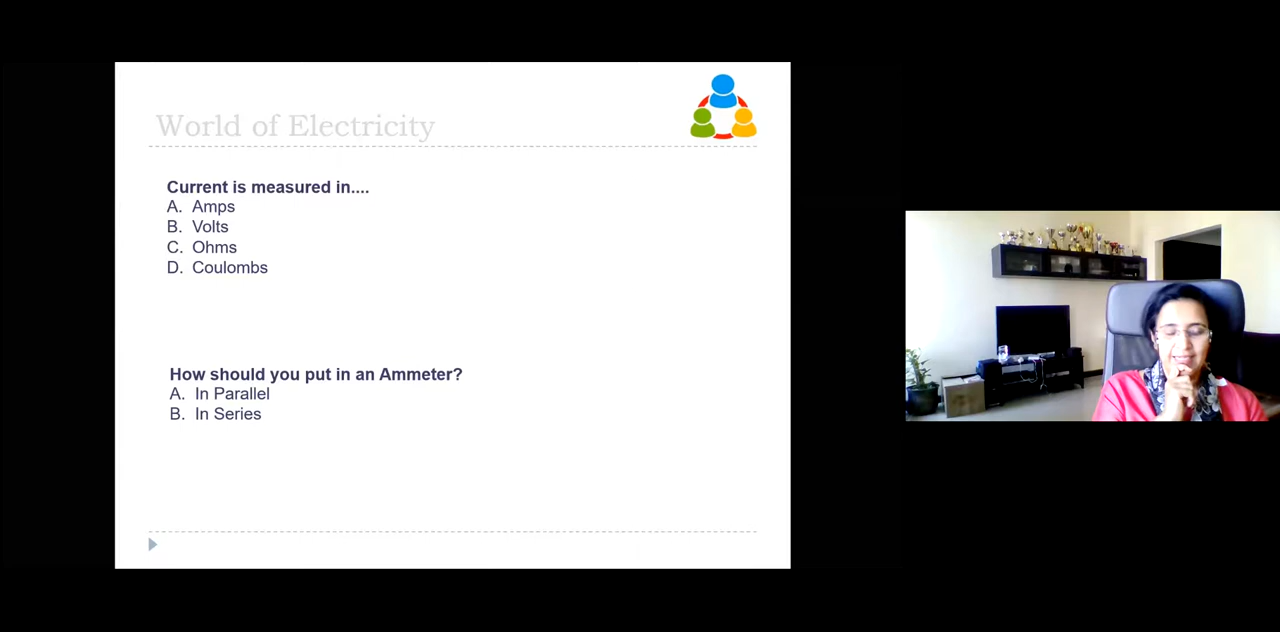 World of Electricity
Current is measured in....
A. Amps
B. Volts
C. Ohms
D. Coulombs
How should you put in an Ammeter?
A. In Parallel
B. In Series